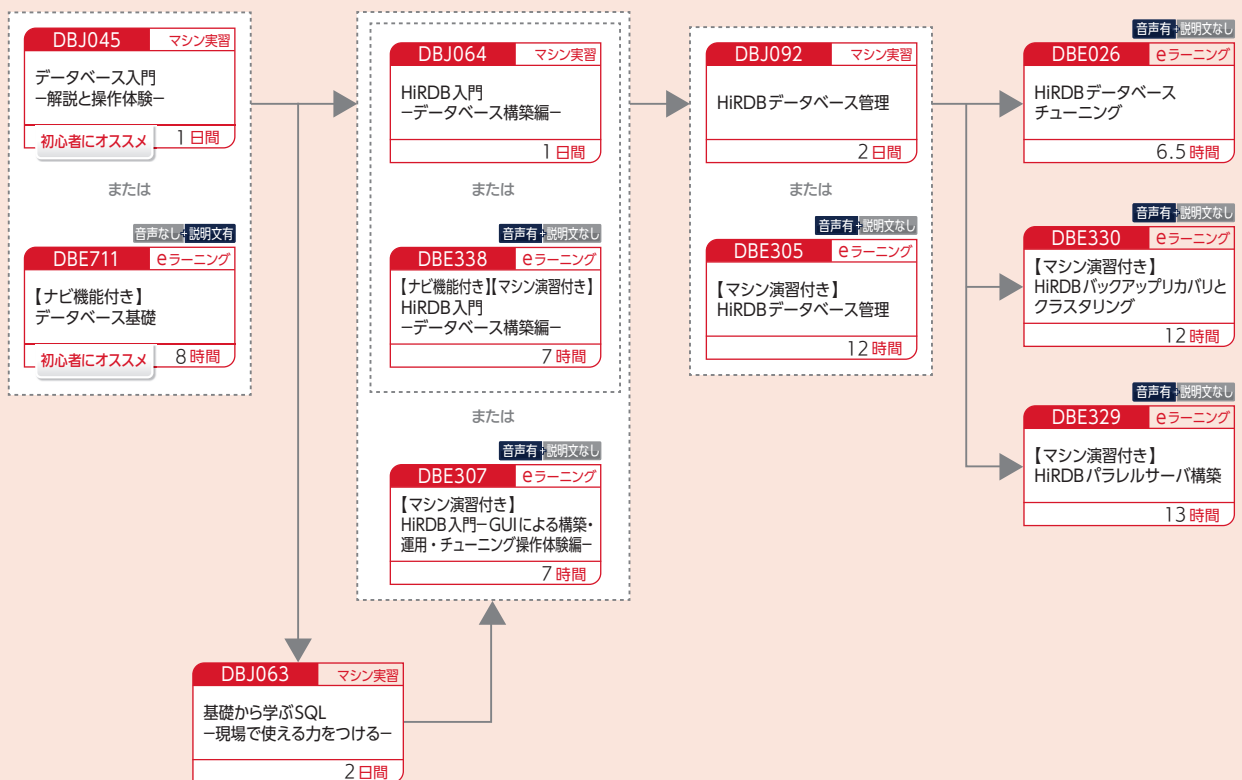 DBJ045 マシン実習
データベース入門
−解説と操作体験−
初心者にオススメ 1日間
または
音声なし+説明文有
DBE711 eラーニング
【ナビ機能付き】
データベース基礎
初心者にオススメ 8時間
DBJ064 マシン実習
HiRDB入門
−データベース構築編−
1日間
または
音声有+説明文なし
DBE338 eラーニング
【ナビ機能付き】【マシン演習付き】
HiRDB入門
−データベース構築編−
7時間
または
音声有+説明文なし
DBE307 eラーニング
【マシン演習付き】
HiRDB入門−GUIによる構築・
運用・チューニング操作体験編−
7時間
DBJ063 マシン実習
基礎から学ぶSQL
−現場で使える力をつける−
2日間
DBJ092 マシン実習
HiRDBデータベース管理
2日間
または
音声有+説明文なし
DBE305 eラーニング
【マシン演習付き】
HiRDBデータベース管理
12時間
音声有+説明文なし
DBE026 eラーニング
HiRDBデータベース
チューニング
6.5時間
音声有+説明文なし
DBE330 eラーニング
【マシン演習付き】
HiRDBバックアップリカバリと
クラスタリング
12時間
音声有+説明文なし
DBE329 eラーニング
【マシン演習付き】
HiRDBパラレルサーバ構築
13時間